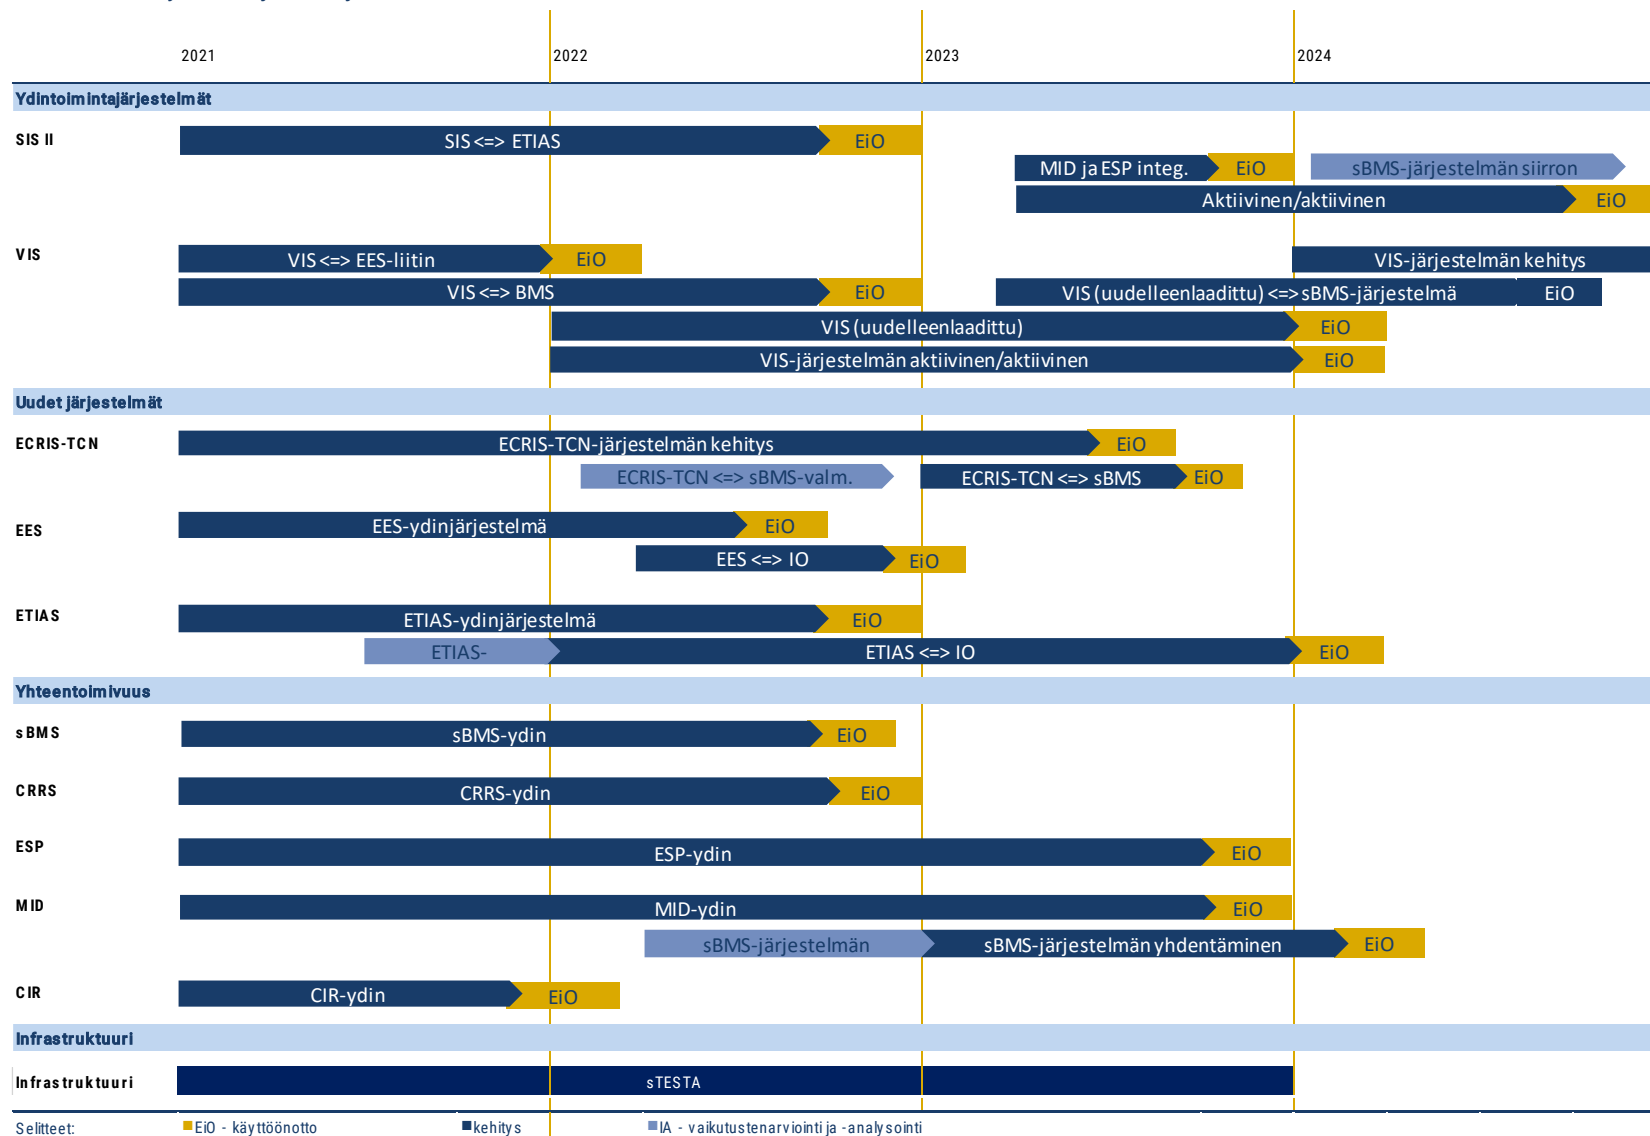 2021 2022 2023 2024
Ydintoimintajärjestelmät
SIS II
SIS <=> ETIAS EiO
MID ja ESP integ. EiO sBMS-järjestelmän siirron
Aktiivinen/aktiivinen EiO
VIS
VIS <=> EES-liitin EiO VIS-järjestelmän kehitys
VIS <=> BMS EiO VIS (uudelleenlaadittu) <=> sBMS-järjestelmä EiO
VIS (uudelleenlaadittu) EiO
VIS-järjestelmän aktiivinen/aktiivinen EiO
Uudet järjestelmät
ECRIS-TCN
ECRIS-TCN-järjestelmän kehitys EiO
ECRIS-TCN <=> sBMS-valm. ECRIS-TCN <=> sBMS EiO
EES
EES-ydinjärjestelmä EiO
EES <=> IO EiO
ETIAS
ETIAS-ydinjärjestelmä EiO
ETIAS- ETIAS <=> IO EiO
Yhteentoimivuus
sBMS sBMS-ydin EiO
CRRS CRRS-ydin EiO
ESP ESP-ydin EiO
MID MID-ydin EiO
sBMS-järjestelmän sBMS-järjestelmän yhdentäminen EiO
CIR CIR-ydin EiO
Infrastruktuuri
Infrastruktuuri sTESTA
Selitteet: EiO - käyttöönotto kehitys IA - vaikutustenarviointi ja -analysointi